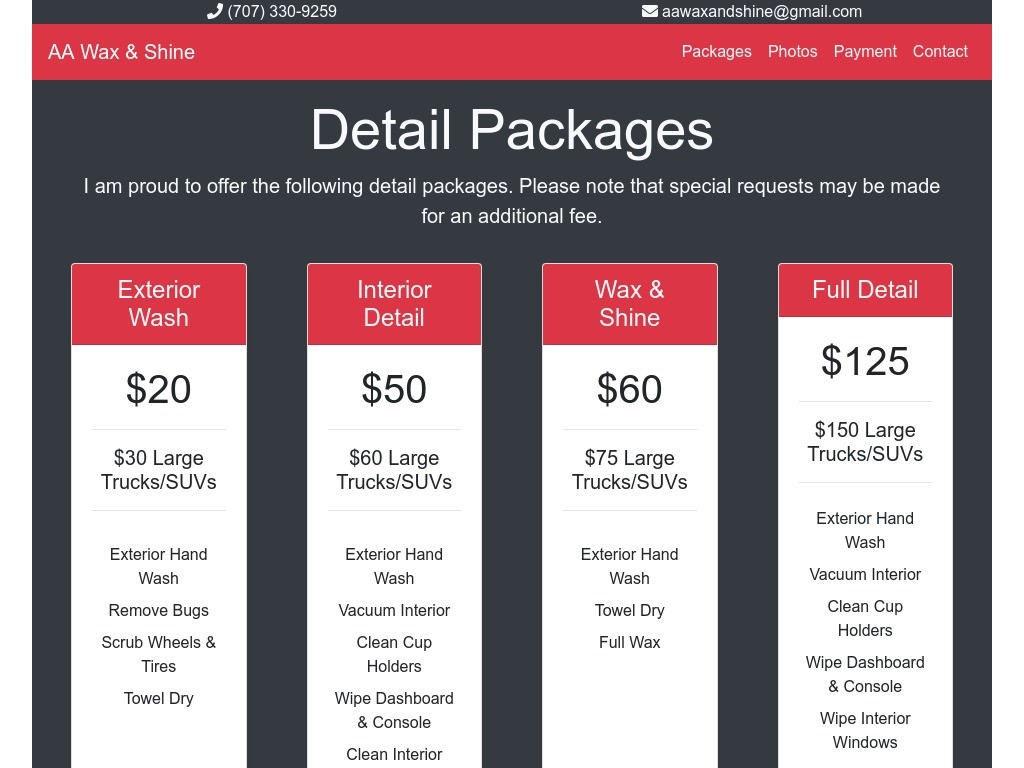 (707) 330-9259
aawaxandshine@gmail.com
AA Wax & Shine
Packages
Photos
Payment
Contact
Detail Packages
I am proud to offer the following detail packages. Please note that special requests may be made
for an additional fee.
Exterior
Wash
$20
$30 Large
Trucks/SUVs
Exterior Hand
Wash
Remove Bugs
Scrub Wheels &
Tires
Towel Dry
Interior
Detail
$50
$60 Large
Trucks/SUVs
Exterior Hand
Wash
Vacuum Interior
Clean Cup
Holders
Wipe Dashboard
& Console
Clean Interior
Wax &
Shine
$60
$75 Large
Trucks/SUVs
Exterior Hand
Wash
Towel Dry
Full Wax
Full Detail
$125
$150 Large
Trucks/SUVs
Exterior Hand
Wash
Vacuum Interior
Clean Cup
Holders
Wipe Dashboard
& Console
Wipe Interior
Windows